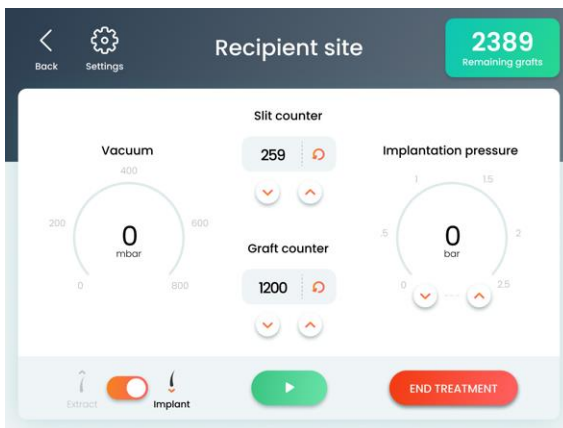 Back
Settings
Recipient site
2389
Remaining grafts
Slit counter
259
Vacuum
0
200
400
600
800
0
mbar
Graft counter
1200
Implantation pressure
0
.5
1
1.5
2
2.5
0
bar
Extract
Implant
END TREATMENT